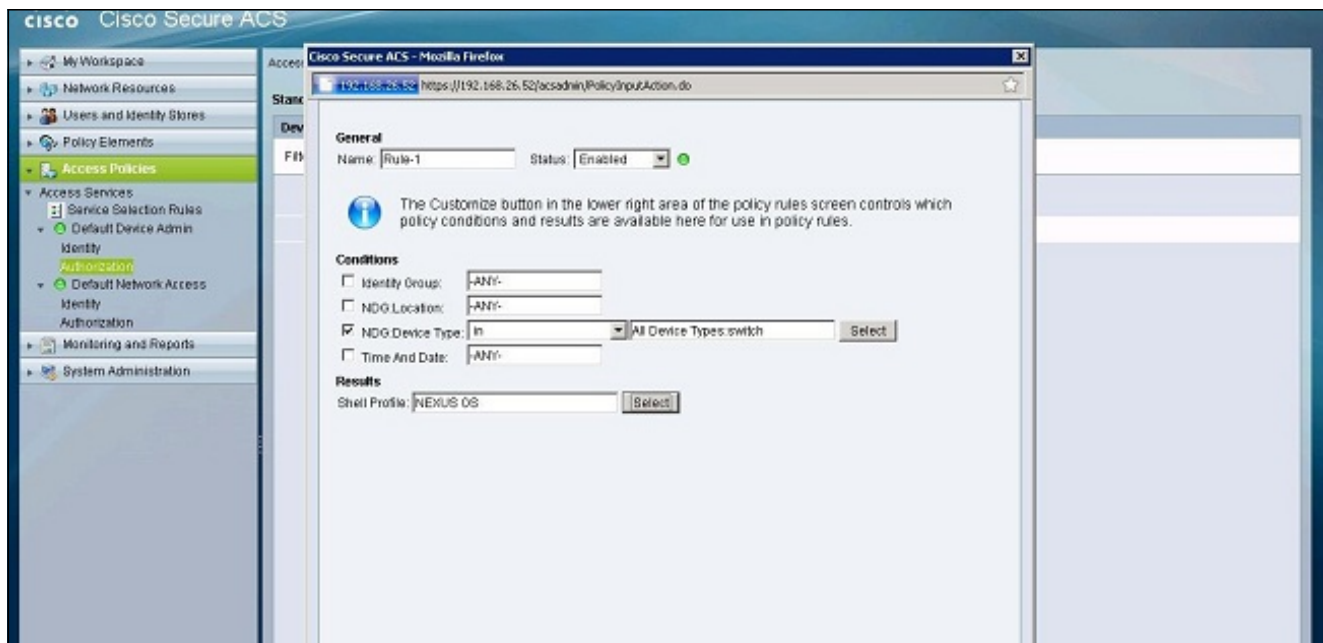 cisco Cisco Secure ACS
My Workspace
Network Resources
Users and Identity Stores
Policy Elements
Access Policies
Access Services
Service Selection Rules
Default Device Admin
Identity
Authorization
Default Network Access
Identity
Authorization
Monitoring and Reports
System Administration
Cisco Secure ACS - Mozilla Firefox
192.168.26.52 https://192.168.26.52/acsadmin/PolicyInputAction.do
General
Name: Rule-1 Status: Enabled
The Customize button in the lower right area of the policy rules screen controls which
policy conditions and results are available here for use in policy rules.
Conditions
Identity Group: -ANY-
NDG:Location: -ANY-
NDG:Device Type: in All Device Types:switch Select
Time And Date: -ANY-
Results
Shell Profile: NEXUS OS Select